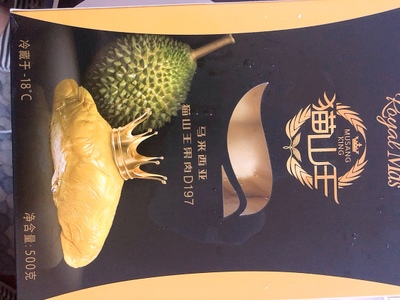 Royal Mus
猫山王
MUSANG
KING
马来西亚
猫山王果肉D197
冷藏于 -18°C
净含量: 500克